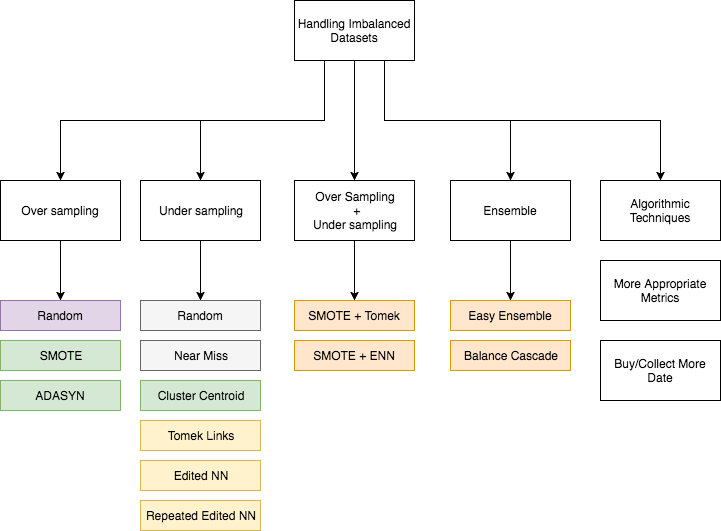 Handling Imbalanced
Datasets
Over sampling
Under sampling
Over Sampling
+
Under sampling
Ensemble
Algorithmic
Techniques
Random
SMOTE
ADASYN
Random
Near Miss
Cluster Centroid
Tomek Links
Edited NN
Repeated Edited NN
SMOTE + Tomek
SMOTE + ENN
Easy Ensemble
Balance Cascade
More Appropriate
Metrics
Buy/Collect More
Date